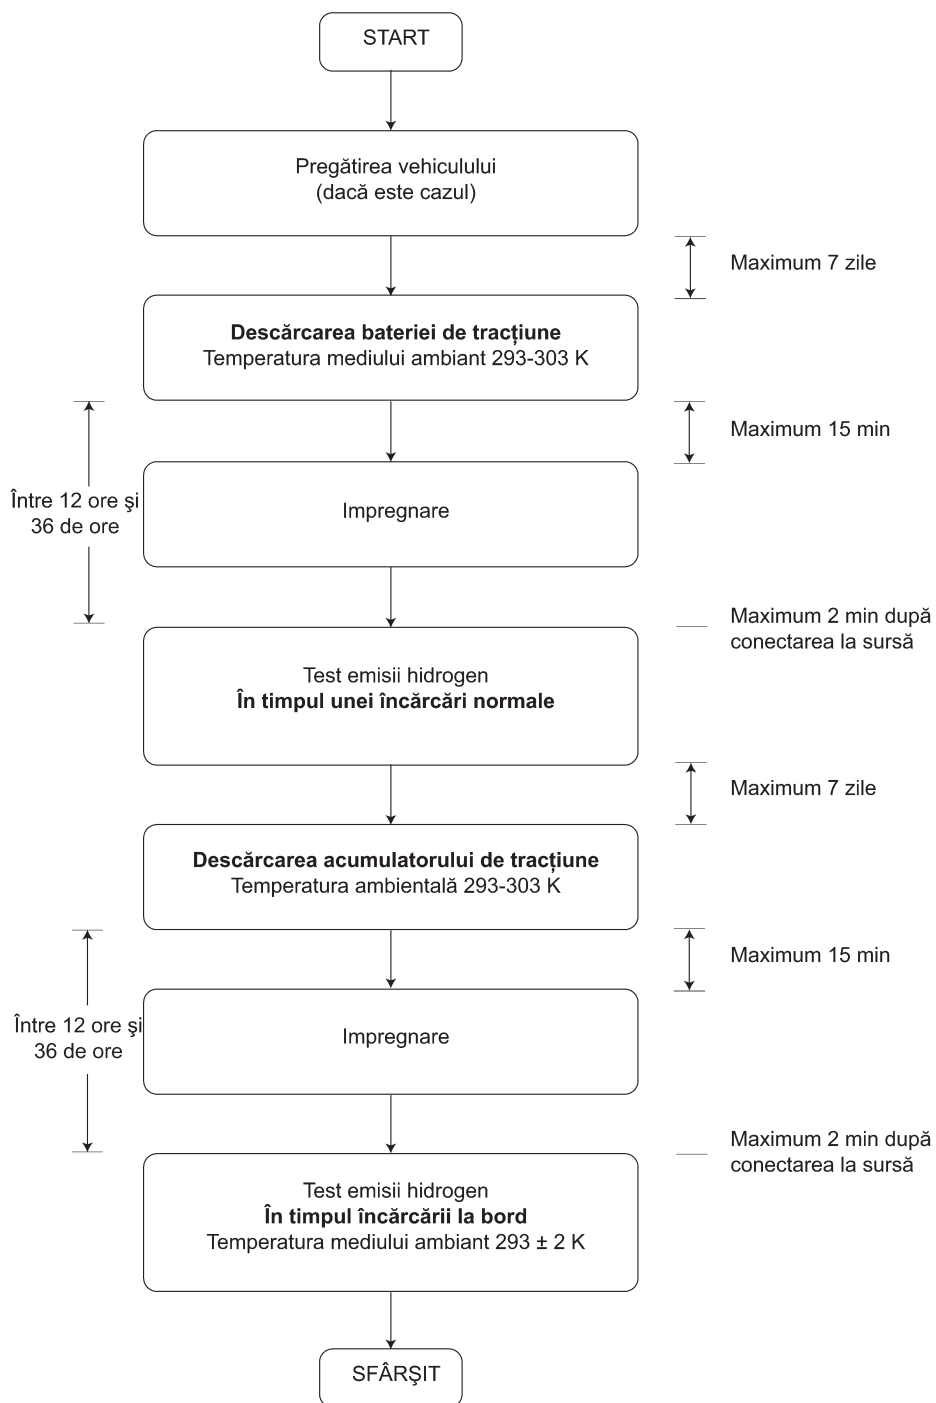 START
Pregătirea vehiculului
(dacă este cazul)
Maximum 7 zile
Descărcarea bateriei de tracțiune
Temperatura mediului ambiant 293-303 K
Maximum 15 min
Între 12 ore şi
36 de ore
Impregnare
Maximum 2 min după
conectarea la sursă
Test emisii hidrogen
În timpul unei încărcări normale
Maximum 7 zile
Descărcarea acumulatorului de tracțiune
Temperatura ambientală 293-303 K
Maximum 15 min
Între 12 ore şi
36 de ore
Impregnare
Maximum 2 min după
conectarea la sursă
Test emisii hidrogen
În timpul încărcării la bord
Temperatura mediului ambiant 293 ± 2 K
SFÂRŞIT